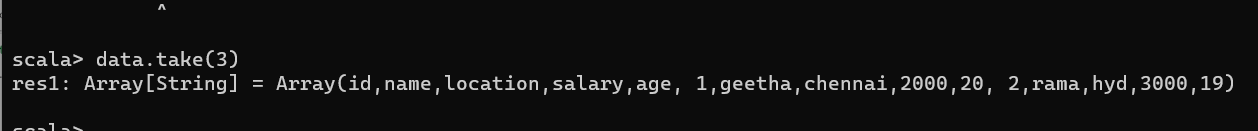 ^
scala> data.take(3)
res1: Array[String] = Array(id,name,location,salary,age, 1,geetha,chennai,2000,20, 2,rama,hyd,3000,19)
scala>